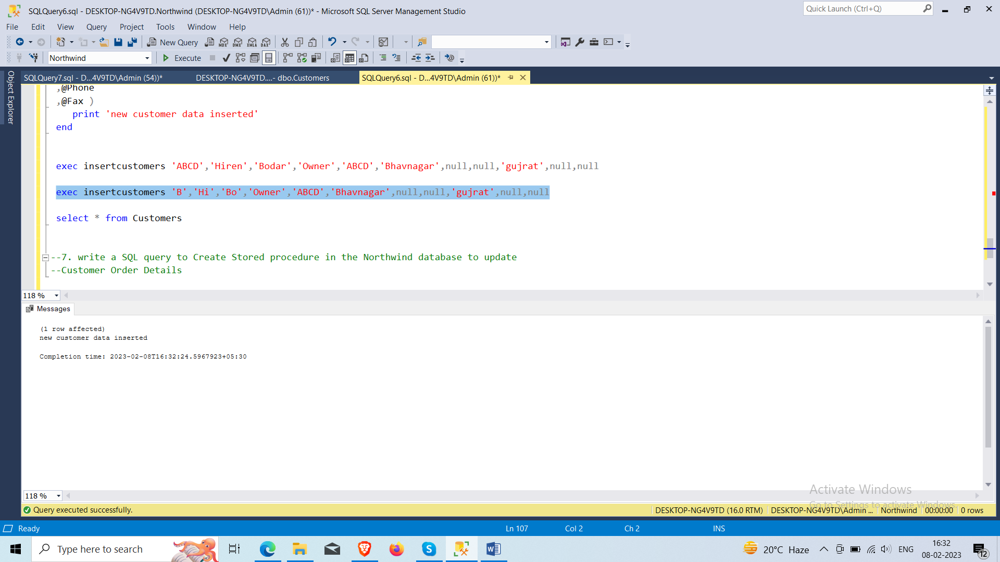 SQLQuery6.sql - DESKTOP-NG4V9TD.Northwind (DESKTOP-NG4V9TD\Admin (61))* - Microsoft SQL Server Management Studio
Quick Launch (Ctrl+Q)
File Edit View Query Project Tools Window Help
New Query MDX DMX XMLA DAX
Northwind Execute
Object Explorer
SQLQuery7.sql - D...4V9TD\Admin (54))* DESKTOP-NG4V9TD....- dbo.Customers SQLQuery6.sql - D...4V9TD\Admin (61))*
,@Phone
,@Fax )
print 'new customer data inserted'
end
exec insertcustomers 'ABCD','Hiren','Bodar','Owner','ABCD','Bhavnagar',null,null,'gujrat',null,null
exec insertcustomers 'B','Hi','Bo','Owner','ABCD','Bhavnagar',null,null,'gujrat',null,null
select * from Customers
--7. write a SQL query to Create Stored procedure in the Northwind database to update
--Customer Order Details
118 %
Messages
(1 row affected)
new customer data inserted
Completion time: 2023-02-08T16:32:24.5967923+05:30
Activate Windows
Go to Settings to activate Windows.
118 %
Query executed successfully. DESKTOP-NG4V9TD (16.0 RTM) DESKTOP-NG4V9TD\Admin ... Northwind 00:00:00 0 rows
Ready Ln 107 Col 2 Ch 2 INS
Type here to search 20°C Haze ENG 16:32
08-02-2023
12